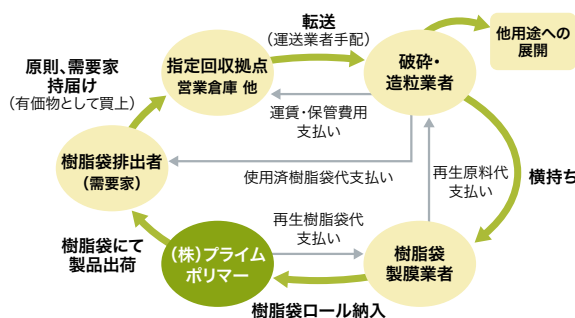 転送
(運送業者手配)
他用途への
展開
原則、需要家
持届け
(有価物として買上)
指定回収拠点
営業倉庫 他
破砕・
造粒業者
運賃・保管費用
支払い
樹脂袋排出者
(需要家)
使用済樹脂袋代支払い
再生原料代
支払い
横持ち
樹脂袋にて
製品出荷
再生樹脂袋代
支払い
(株)プライム
ポリマー
樹脂袋
製膜業者
樹脂袋ロール納入